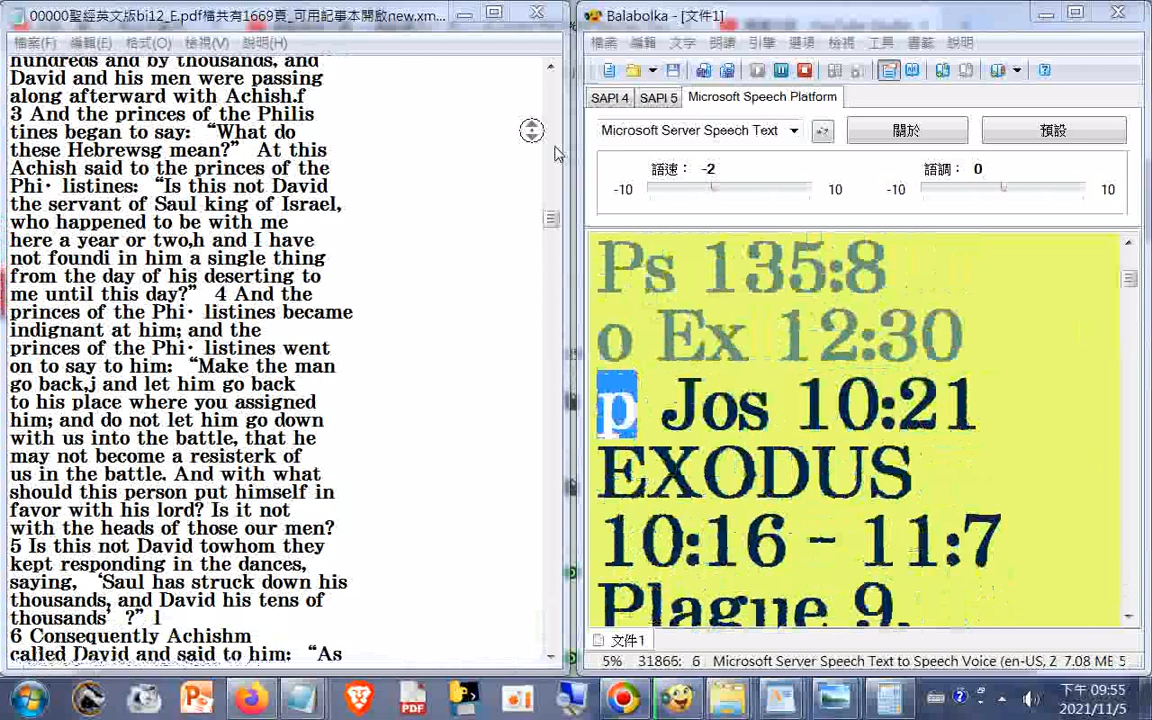 00000聖經英文版bi12_E.pdf檔共有1669頁_可用記事本開啟new.xm...
檔案(F) 編輯(E) 格式(O) 檢視(V) 說明(H)
hundreds and by thousands, and
David and his men were passing
along afterward with Achish.f
3 And the princes of the Philis
tines began to say: “What do
these Hebrewsg mean?” At this
Achish said to the princes of the
Phi· listines: “Is this not David
the servant of Saul king of Israel,
who happened to be with me
here a year or two,h and I have
not foundi in him a single thing
from the day of his deserting to
me until this day?” 4 And the
princes of the Phi· listines became
indignant at him; and the
princes of the Phi· listines went
on to say to him: “Make the man
go back,j and let him go back
to his place where you assigned
him; and do not let him go down
with us into the battle, that he
may not become a resisterk of
us in the battle. And with what
should this person put himself in
favor with his lord? Is it not
with the heads of those our men?
5 Is this not David towhom they
kept responding in the dances,
saying, ‘Saul has struck down his
thousands, and David his tens of
thousands’?”l
6 Consequently Achishm
called David and said to him: “As
Balabolka - [文件1]
檔案 編輯 文字 朗讀 引擎 選項 檢視 工具 書籤 說明
SAPI 4 SAPI 5 Microsoft Speech Platform
Microsoft Server Speech Text 關於 預設
語速： -2 語調： 0
-10 10 -10 10
Ps 135:8
o Ex 12:30
p Jos 10:21
EXODUS
10:16 - 11:7
Plague 9.
文件1
5% 31866: 6 Microsoft Server Speech Text to Speech Voice (en-US, 2 7.08 MB 5
PDF
下午 09:55
2021/11/5